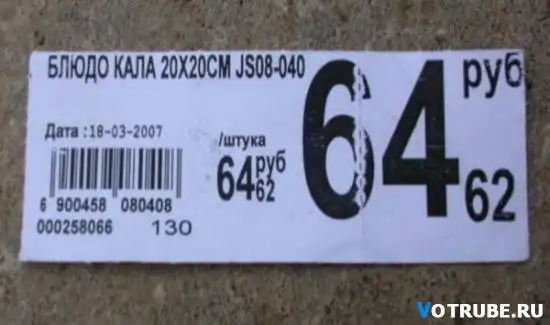 БЛЮДО КАЛА 20Х20СМ JS08-040
64 руб 62
Дата :18-03-2007
/штука
64 руб 62
6 900458 080408
000258066 130
VOTRUBE.RU